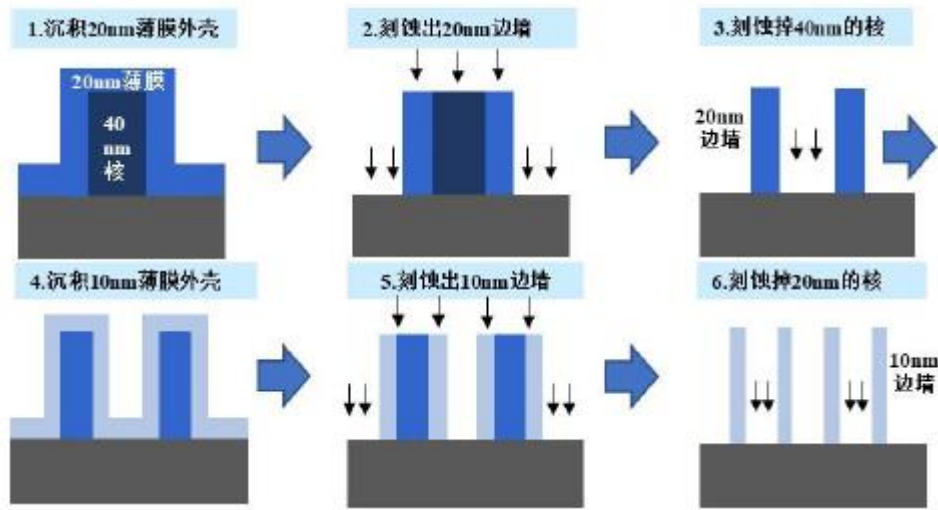 1.沉积20nm薄膜外壳
2.刻蚀出20nm边墙
3.刻蚀掉40nm的核
20nm薄膜
40
nm
核
20nm
边墙
4.沉积10nm薄膜外壳
5.刻蚀出10nm边墙
6.刻蚀掉20nm的核
10nm
边墙